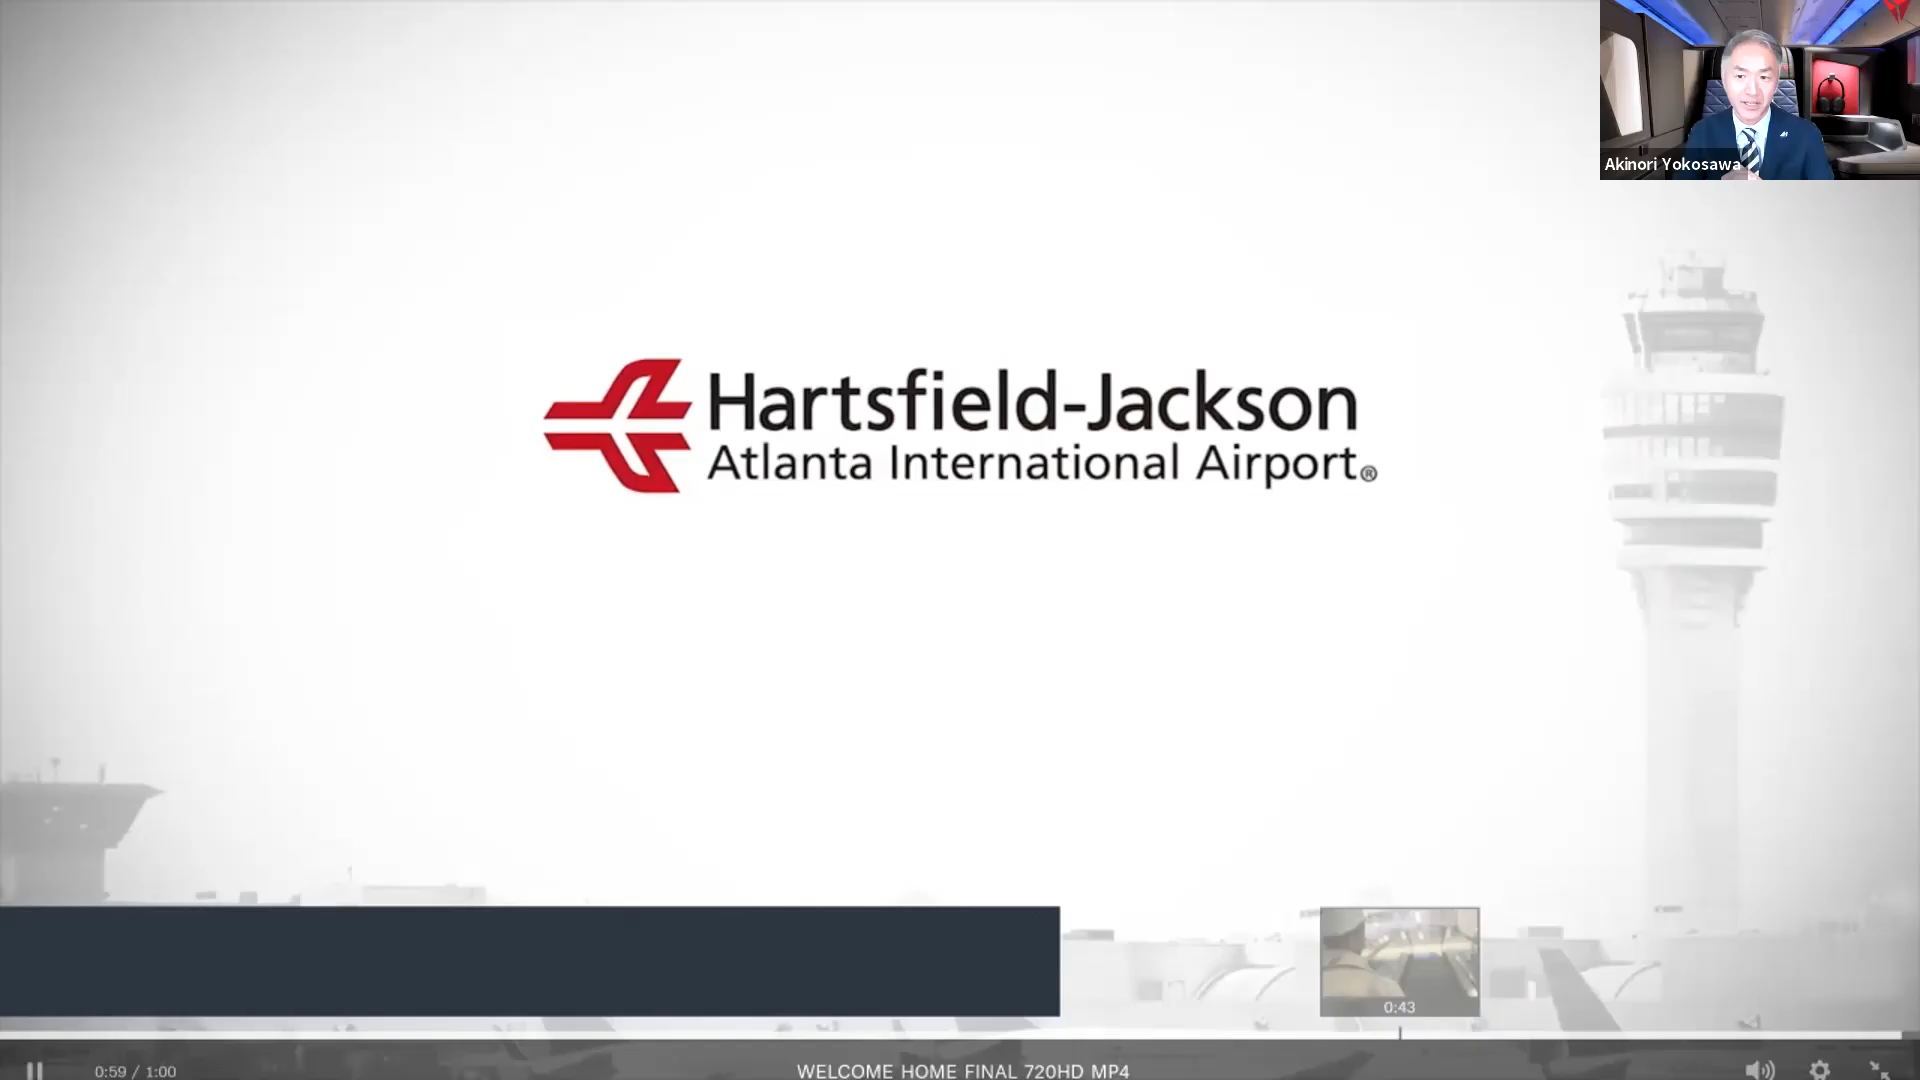 Akinori Yokosawa
Hartsfield-Jackson
Atlanta International Airport®
0:43
0:59 / 1:00
WELCOME HOME FINAL 720HD MP4